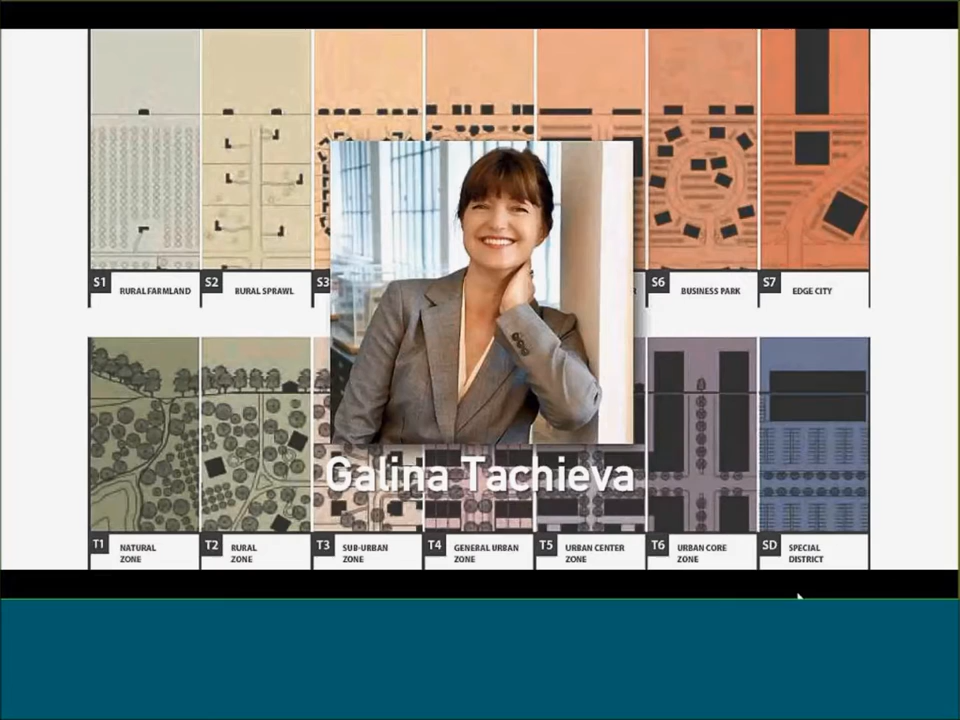 S1 RURAL FARMLAND
S2 RURAL SPRAWL
S3
S6 BUSINESS PARK
S7 EDGE CITY
Galina Tachieva
T1 NATURAL
ZONE
T2 RURAL
ZONE
T3 SUB-URBAN
ZONE
T4 GENERAL URBAN
ZONE
T5 URBAN CENTER
ZONE
T6 URBAN CORE
ZONE
SD SPECIAL
DISTRICT